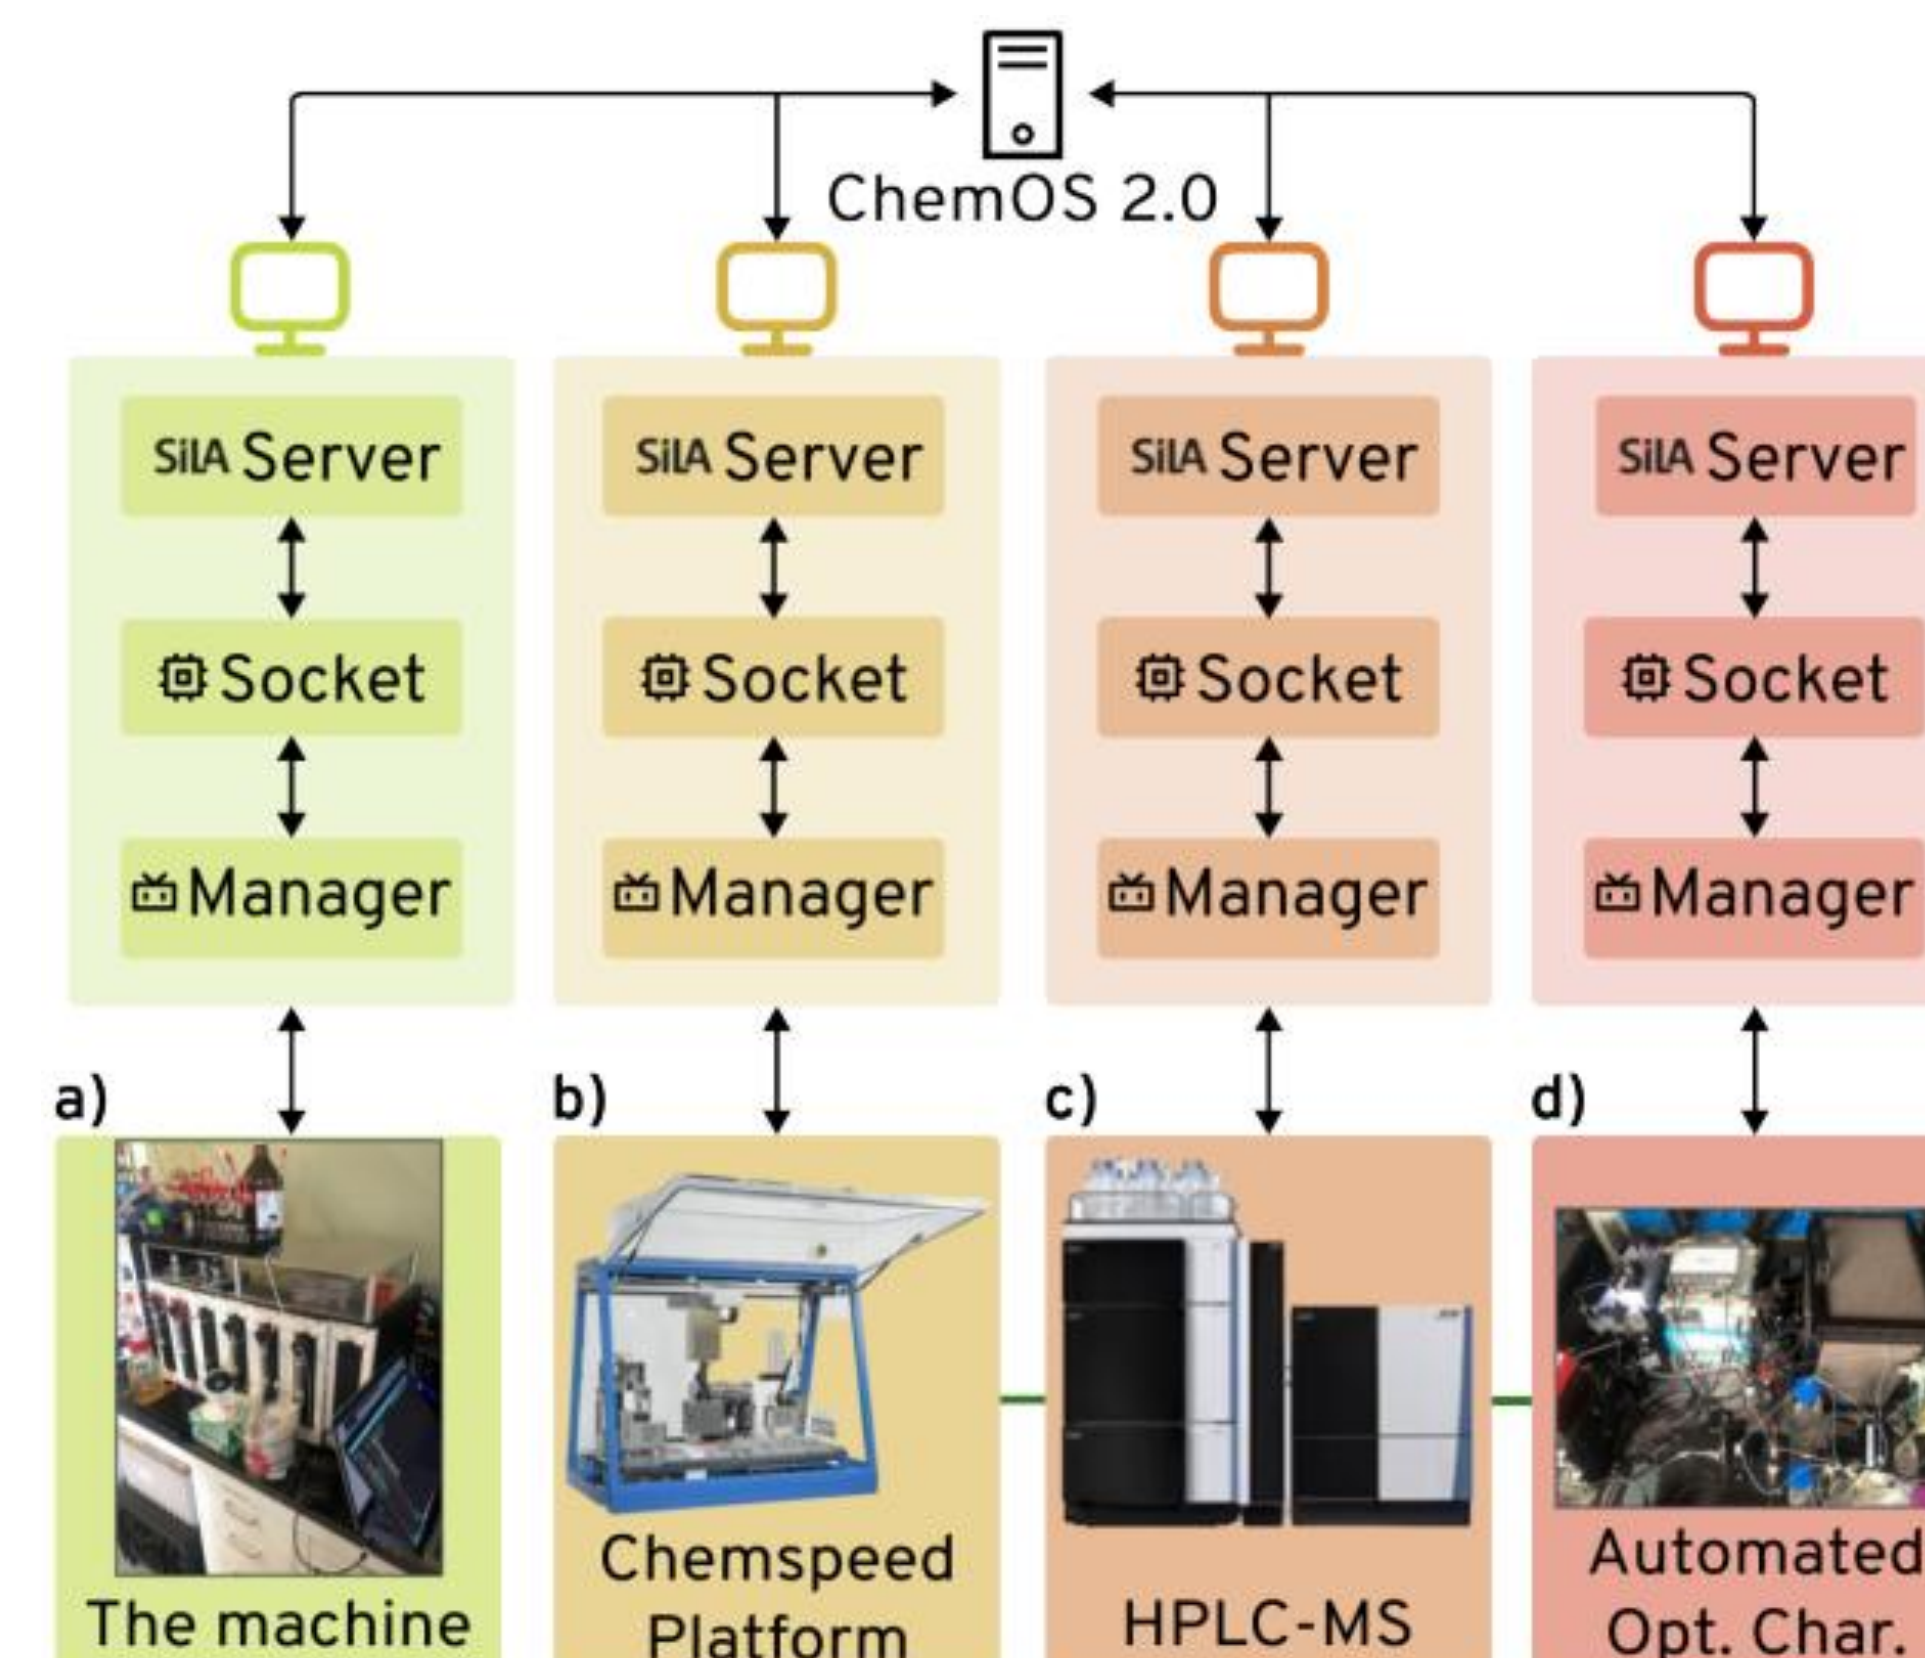 ChemOS 2.0
SiLA Server
SiLA Server
SiLA Server
SiLA Server
Socket
Socket
Socket
Socket
Manager
Manager
Manager
Manager
a)
b)
c)
d)
The machine
Chemspeed
Platform
HPLC-MS
Automated
Opt. Char.